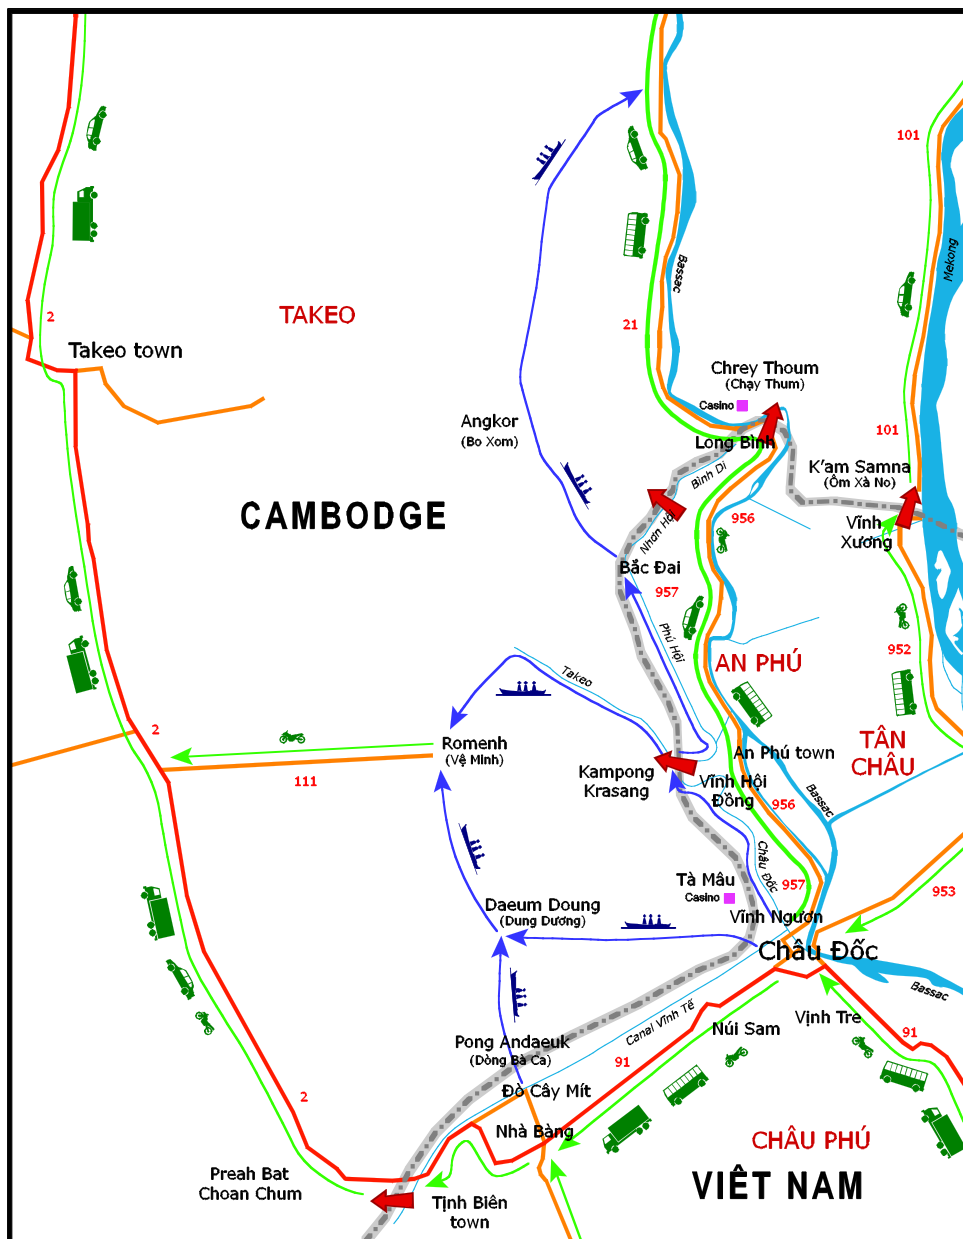 101
Mekong
Bassac
TAKEO
2
21
Takeo town
Chrey Thoum
(Chạy Thum)
Casino
Angkor
(Bo Xom)
Long Bình
101
K'am Samna
(Ôm Xà No)
Bình Di
CAMBODGE
956
Vĩnh
Xương
Nhơn Hội
Bắc Đai
957
Phú Hội
952
AN PHÚ
Takeo
2
Romenh
(Vệ Minh)
An Phú town
TÂN
CHÂU
111
Kampong
Krasang
Vĩnh Hội
Đồng
956
Bassac
Châu Đốc
Tà Mâu
Casino
957
953
Daeum Doung
(Dung Dương)
Vĩnh Ngươn
Châu Đốc
Bassac
Canal Vĩnh Tế
Núi Sam
Vịnh Tre
91
Pong Andaeuk
(Dòng Bà Ca)
91
Đò Cây Mít
2
Nhà Bàng
CHÂU PHÚ
Preah Bat
Choan Chum
Tịnh Biên
town
VIÊT NAM